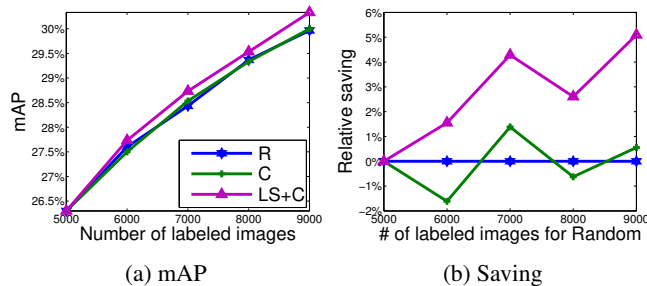 mAP
30%
29.5%
29%
28.5%
28%
27.5%
27%
26.5%
5000 6000 7000 8000 9000
Number of labeled images
R
C
LS+C
(a) mAP
Relative saving
6%
5%
4%
3%
2%
1%
0%
−1%
−2%
5000 6000 7000 8000 9000
# of labeled images for Random
(b) Saving